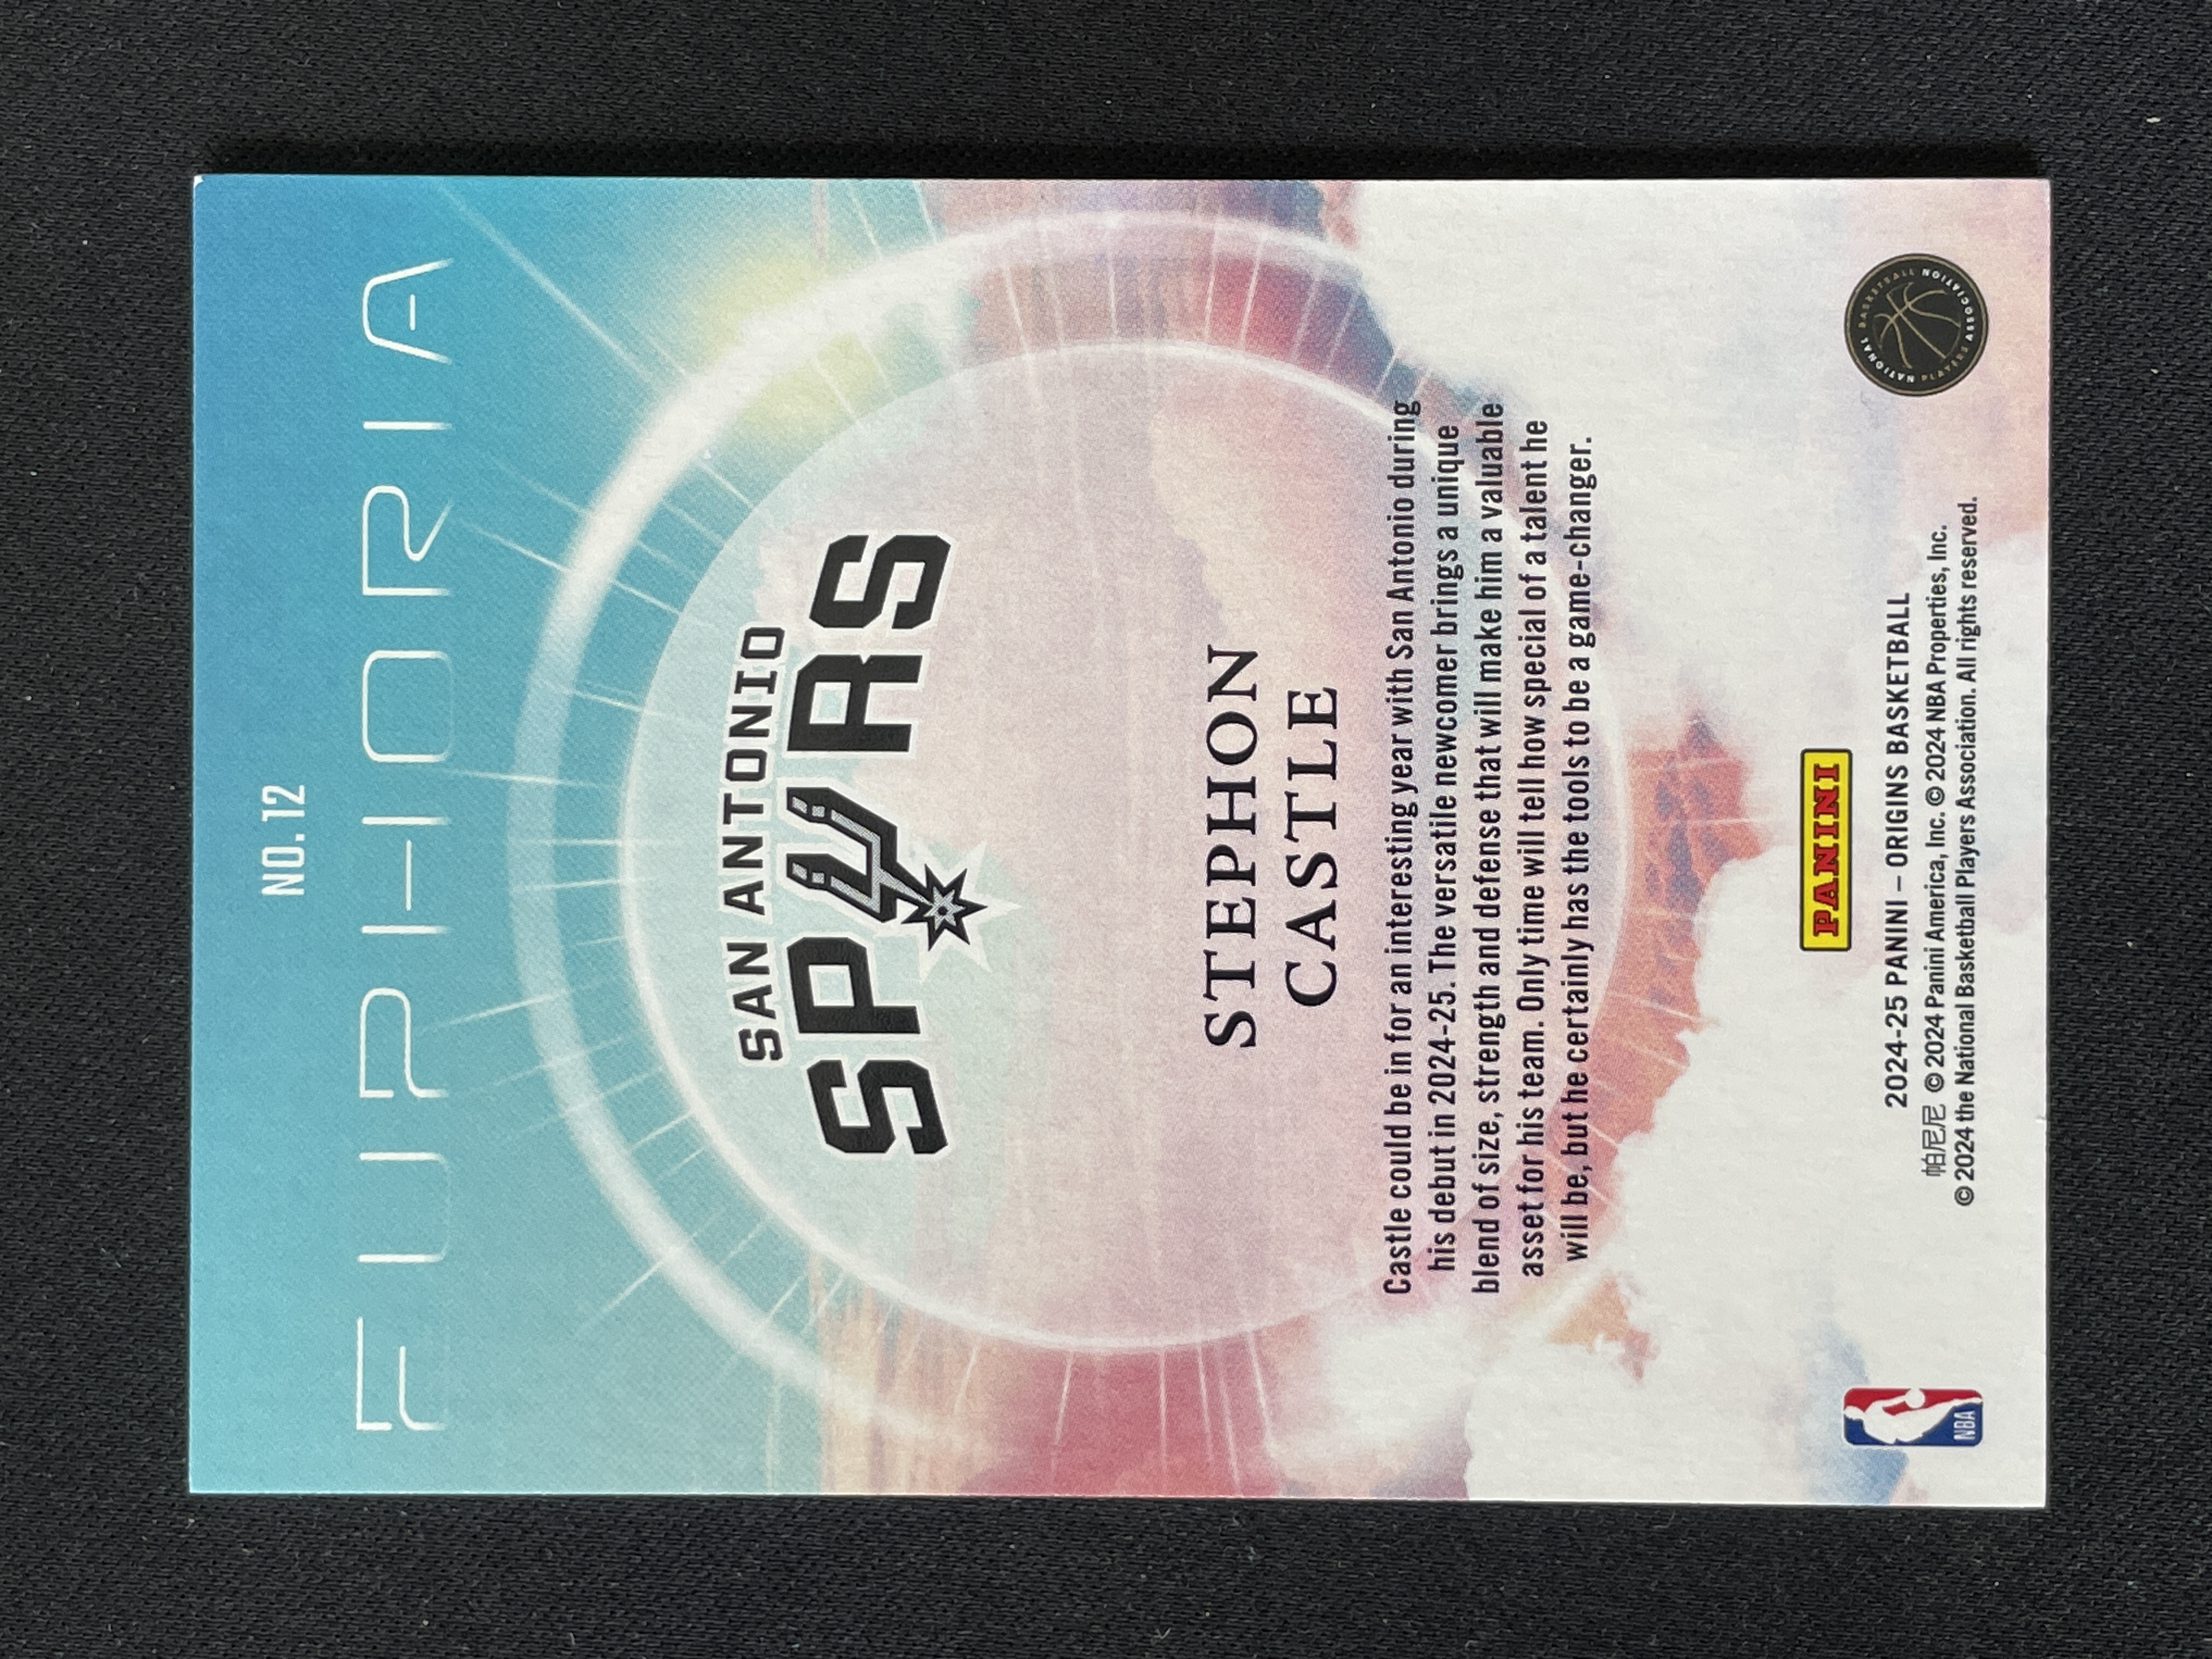 NO. 12
EUPHORIA
SAN ANTONIO
SPURS
STEPHON
CASTLE
Castle could be in for an interesting year with San Antonio during
his debut in 2024-25. The versatile newcomer brings a unique
blend of size, strength and defense that will make him a valuable
asset for his team. Only time will tell how special of a talent he
will be, but he certainly has the tools to be a game-changer.
PANINI
2024-25 PANINI – ORIGINS BASKETBALL
帕尼尼 © 2024 Panini America, Inc. © 2024 NBA Properties, Inc.
© 2024 the National Basketball Players Association. All rights reserved.
NBA
NATIONAL BASKETBALL
PLAYERS ASSOCIATION